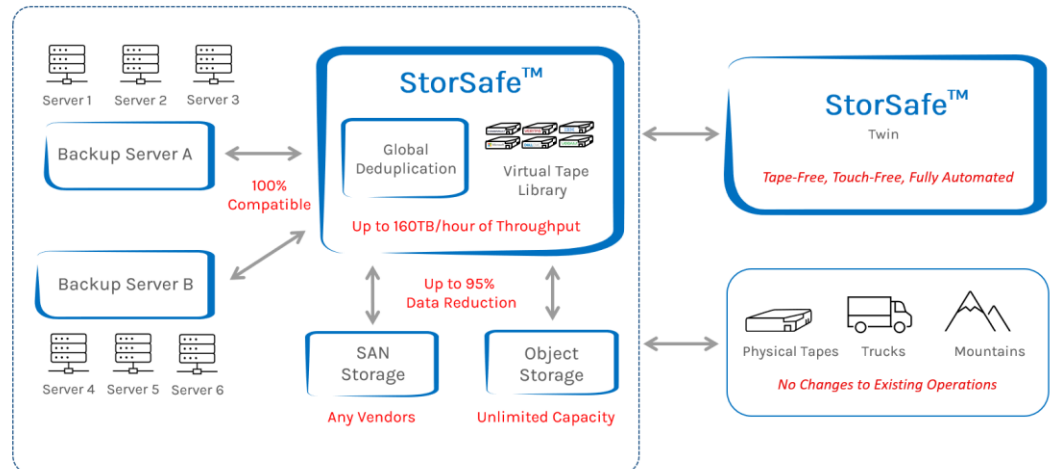 Server 1
Server 2
Server 3
Backup Server A
100%
Compatible
Backup Server B
Server 4
Server 5
Server 6
StorSafe™
Global
Deduplication
Virtual Tape
Library
Up to 160TB/hour of Throughput
Up to 95%
Data Reduction
SAN
Storage
Any Vendors
Object
Storage
Unlimited Capacity
StorSafe™
Twin
Tape-Free, Touch-Free, Fully Automated
Physical Tapes
Trucks
Mountains
No Changes to Existing Operations